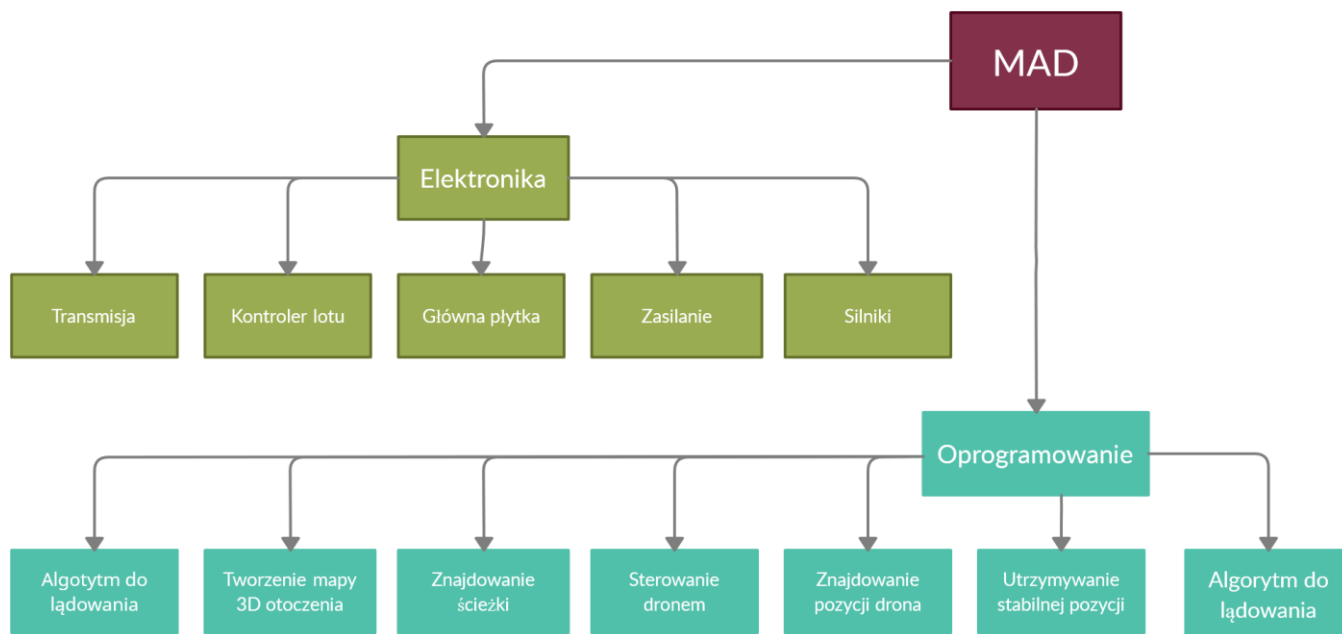 MAD
Elektronika
Transmisja
Kontroler lotu
Główna płytka
Zasilanie
Silniki
Oprogramowanie
Algotytm do
lądowania
Tworzenie mapy
3D otoczenia
Znajdowanie
ścieżki
Sterowanie
dronem
Znajdowanie
pozycji drona
Utrzymywanie
stabilnej pozycji
Algorytm do
lądowania